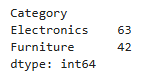 Category
Electronics    63
Furniture      42
dtype: int64